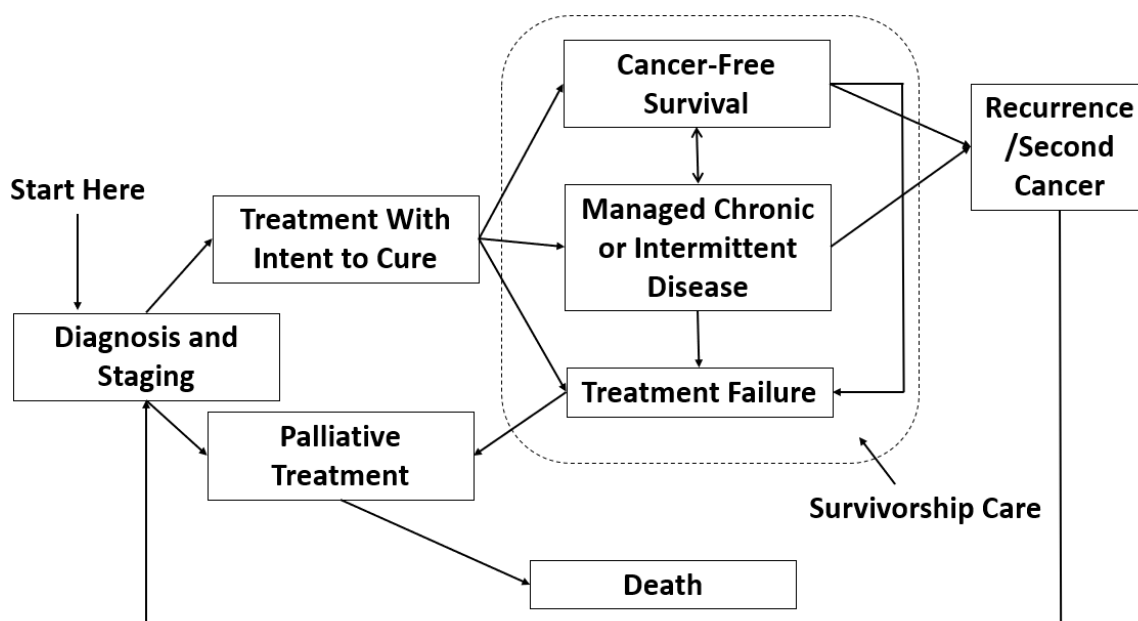 Cancer-Free
Survival
Recurrence
/Second
Cancer
Start Here
Treatment With
Intent to Cure
Managed Chronic
or Intermittent
Disease
Diagnosis and
Staging
Treatment Failure
Palliative
Treatment
Survivorship Care
Death